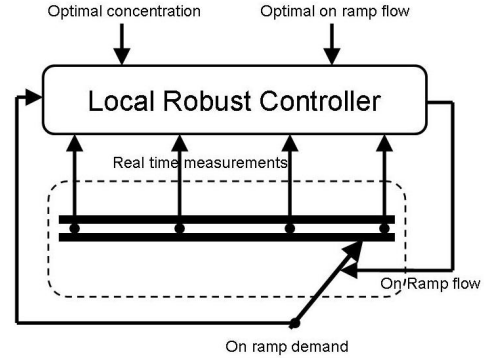 Optimal concentration
Optimal on ramp flow
Local Robust Controller
Real time measurements
On Ramp flow
On ramp demand